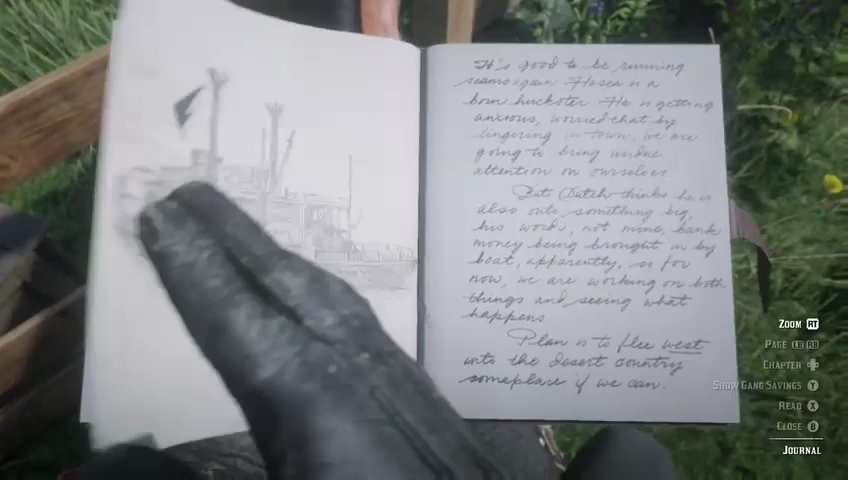 It's good to be running
scams again. Hosea is a
born huckster. He is getting
anxious, worried that by
lingering in town, we are
going to bring undue
attention on ourselves
But Dutch thinks he is
also onto something big,
his words, not mine, bank
money being brought in by
boat, apparently, so for
now, we are working on both
things and seeing what
happens
Plan is to flee west
into the desert country
someplace if we can.
ZOOM RT
PAGE LB RB
CHAPTER
SHOW GANG SAVINGS Y
READ X
CLOSE B
JOURNAL